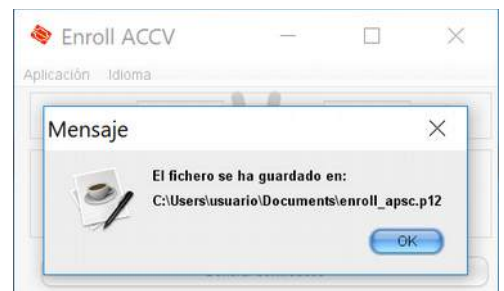 Enroll ACCV
Aplicación Idioma
Mensaje
El fichero se ha guardado en:
C:\Users\usuario\Documents\enroll_apsc.p12
OK